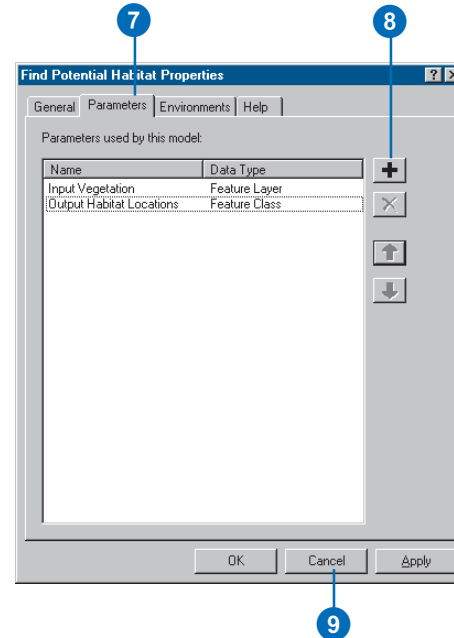 7 8
Find Potential Habitat Properties
General Parameters Environments Help
Parameters used by this model:
Name Data Type
Input Vegetation Feature Layer
Output Habitat Locations Feature Class
OK Cancel Apply
9